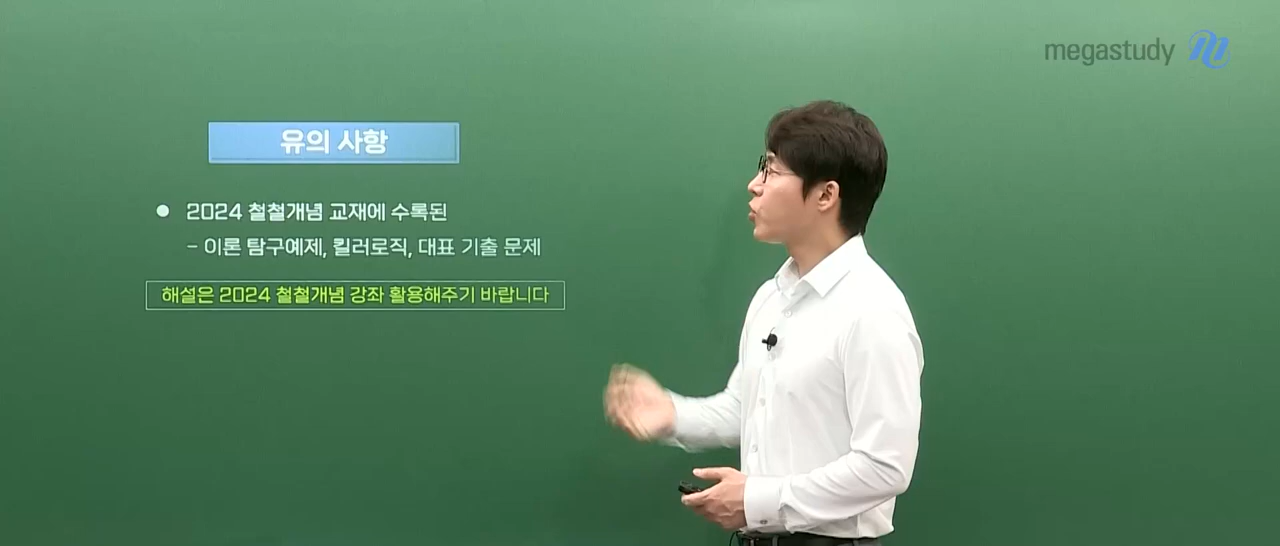 megastudy
유의 사항
● 2024 철철개념 교재에 수록된
- 이론 탐구예제, 킬러로직, 대표 기출 문제
해설은 2024 철철개념 강좌 활용해주기 바랍니다